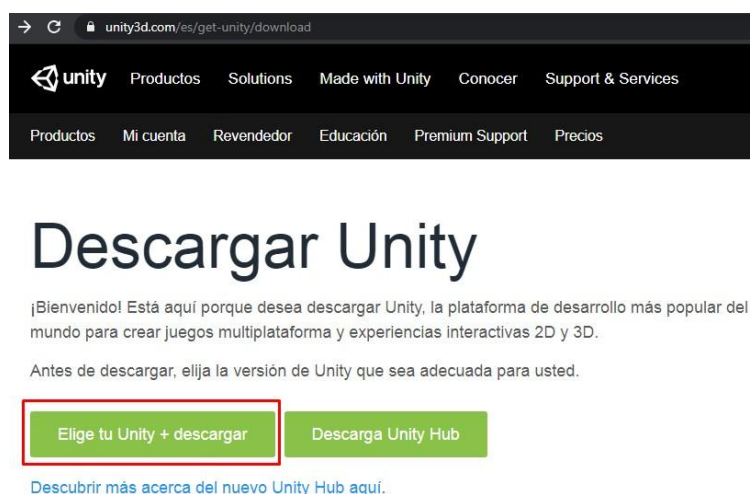 unity3d.com/es/get-unity/download
unity Productos Solutions Made with Unity Conocer Support & Services
Productos Mi cuenta Revendedor Educación Premium Support Precios
Descargar Unity
¡Bienvenido! Está aquí porque desea descargar Unity, la plataforma de desarrollo más popular del
mundo para crear juegos multiplataforma y experiencias interactivas 2D y 3D.
Antes de descargar, elija la versión de Unity que sea adecuada para usted.
Elige tu Unity + descargar Descarga Unity Hub
Descubrir más acerca del nuevo Unity Hub aquí.